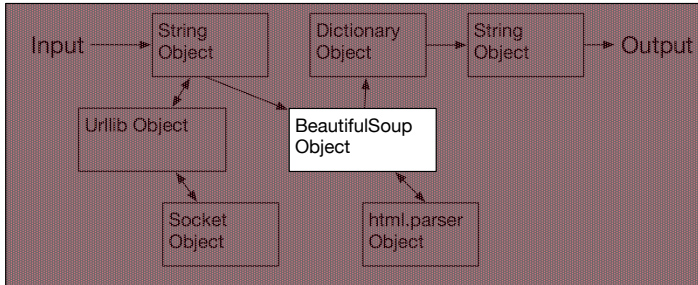 Input
String
Object
Dictionary
Object
String
Object
Output
Urllib Object
BeautifulSoup
Object
Socket
Object
html.parser
Object